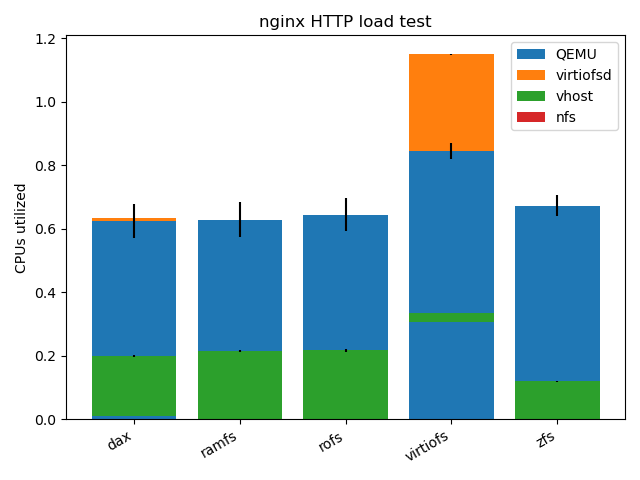 nginx HTTP load test
CPUs utilized
1.2
1.0
0.8
0.6
0.4
0.2
0.0
QEMU
virtiofsd
vhost
nfs
dax
ramfs
rofs
virtiofs
zfs